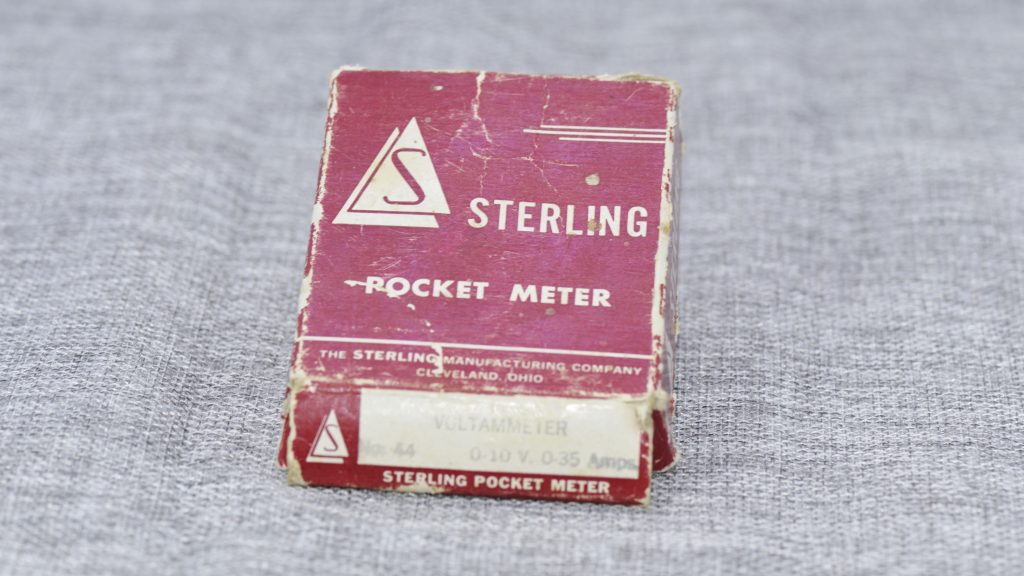 S
STERLING
POCKET METER
THE STERLING MANUFACTURING COMPANY
CLEVELAND, OHIO
S
VOLTAMMETER
No. 44 0-10 V. 0-35 Amps.
STERLING POCKET METER